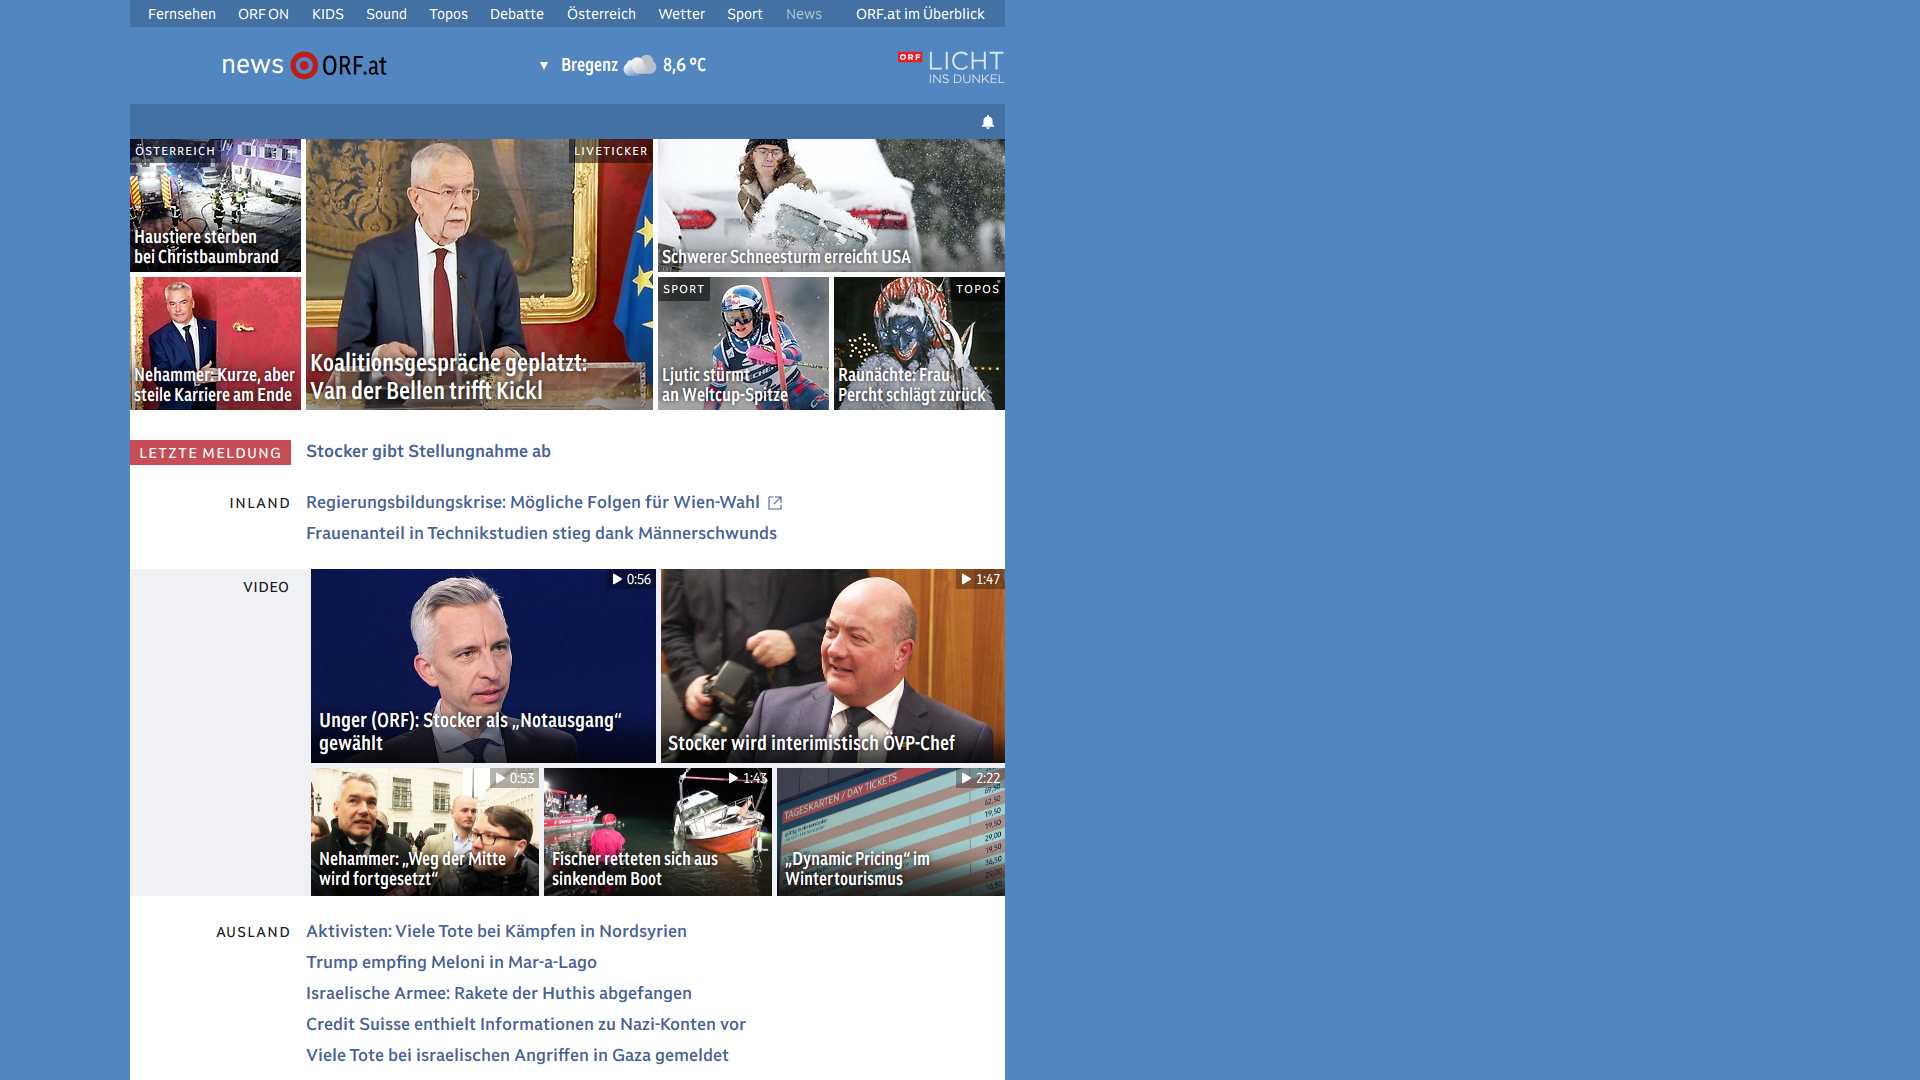 Fernsehen ORF ON KIDS Sound Topos Debatte Österreich Wetter Sport News ORF.at im Überblick
news ORF.at
▼ Bregenz 8,6 °C
ORF LICHT
INS DUNKEL
ÖSTERREICH
Haustiere sterben
bei Christbaumbrand
LIVETICKER
Koalitionsgespräche geplatzt:
Van der Bellen trifft Kickl
Schwerer Schneesturm erreicht USA
Nehammer: Kurze, aber
steile Karriere am Ende
SPORT
Ljutic stürmt
an Weltcup-Spitze
TOPOS
Raunächte: Frau
Percht schlägt zurück
LETZTE MELDUNG
Stocker gibt Stellungnahme ab
INLAND
Regierungsbildungskrise: Mögliche Folgen für Wien-Wahl
Frauenanteil in Technikstudien stieg dank Männerschwunds
VIDEO
0:56
Unger (ORF): Stocker als „Notausgang“
gewählt
1:47
Stocker wird interimistisch ÖVP-Chef
0:53
Nehammer: „Weg der Mitte
wird fortgesetzt“
1:43
Fischer retteten sich aus
sinkendem Boot
2:22
TAGESKARTEN / DAY TICKETS
„Dynamic Pricing“ im
Wintertourismus
AUSLAND
Aktivisten: Viele Tote bei Kämpfen in Nordsyrien
Trump empfing Meloni in Mar-a-Lago
Israelische Armee: Rakete der Huthis abgefangen
Credit Suisse enthielt Informationen zu Nazi-Konten vor
Viele Tote bei israelischen Angriffen in Gaza gemeldet